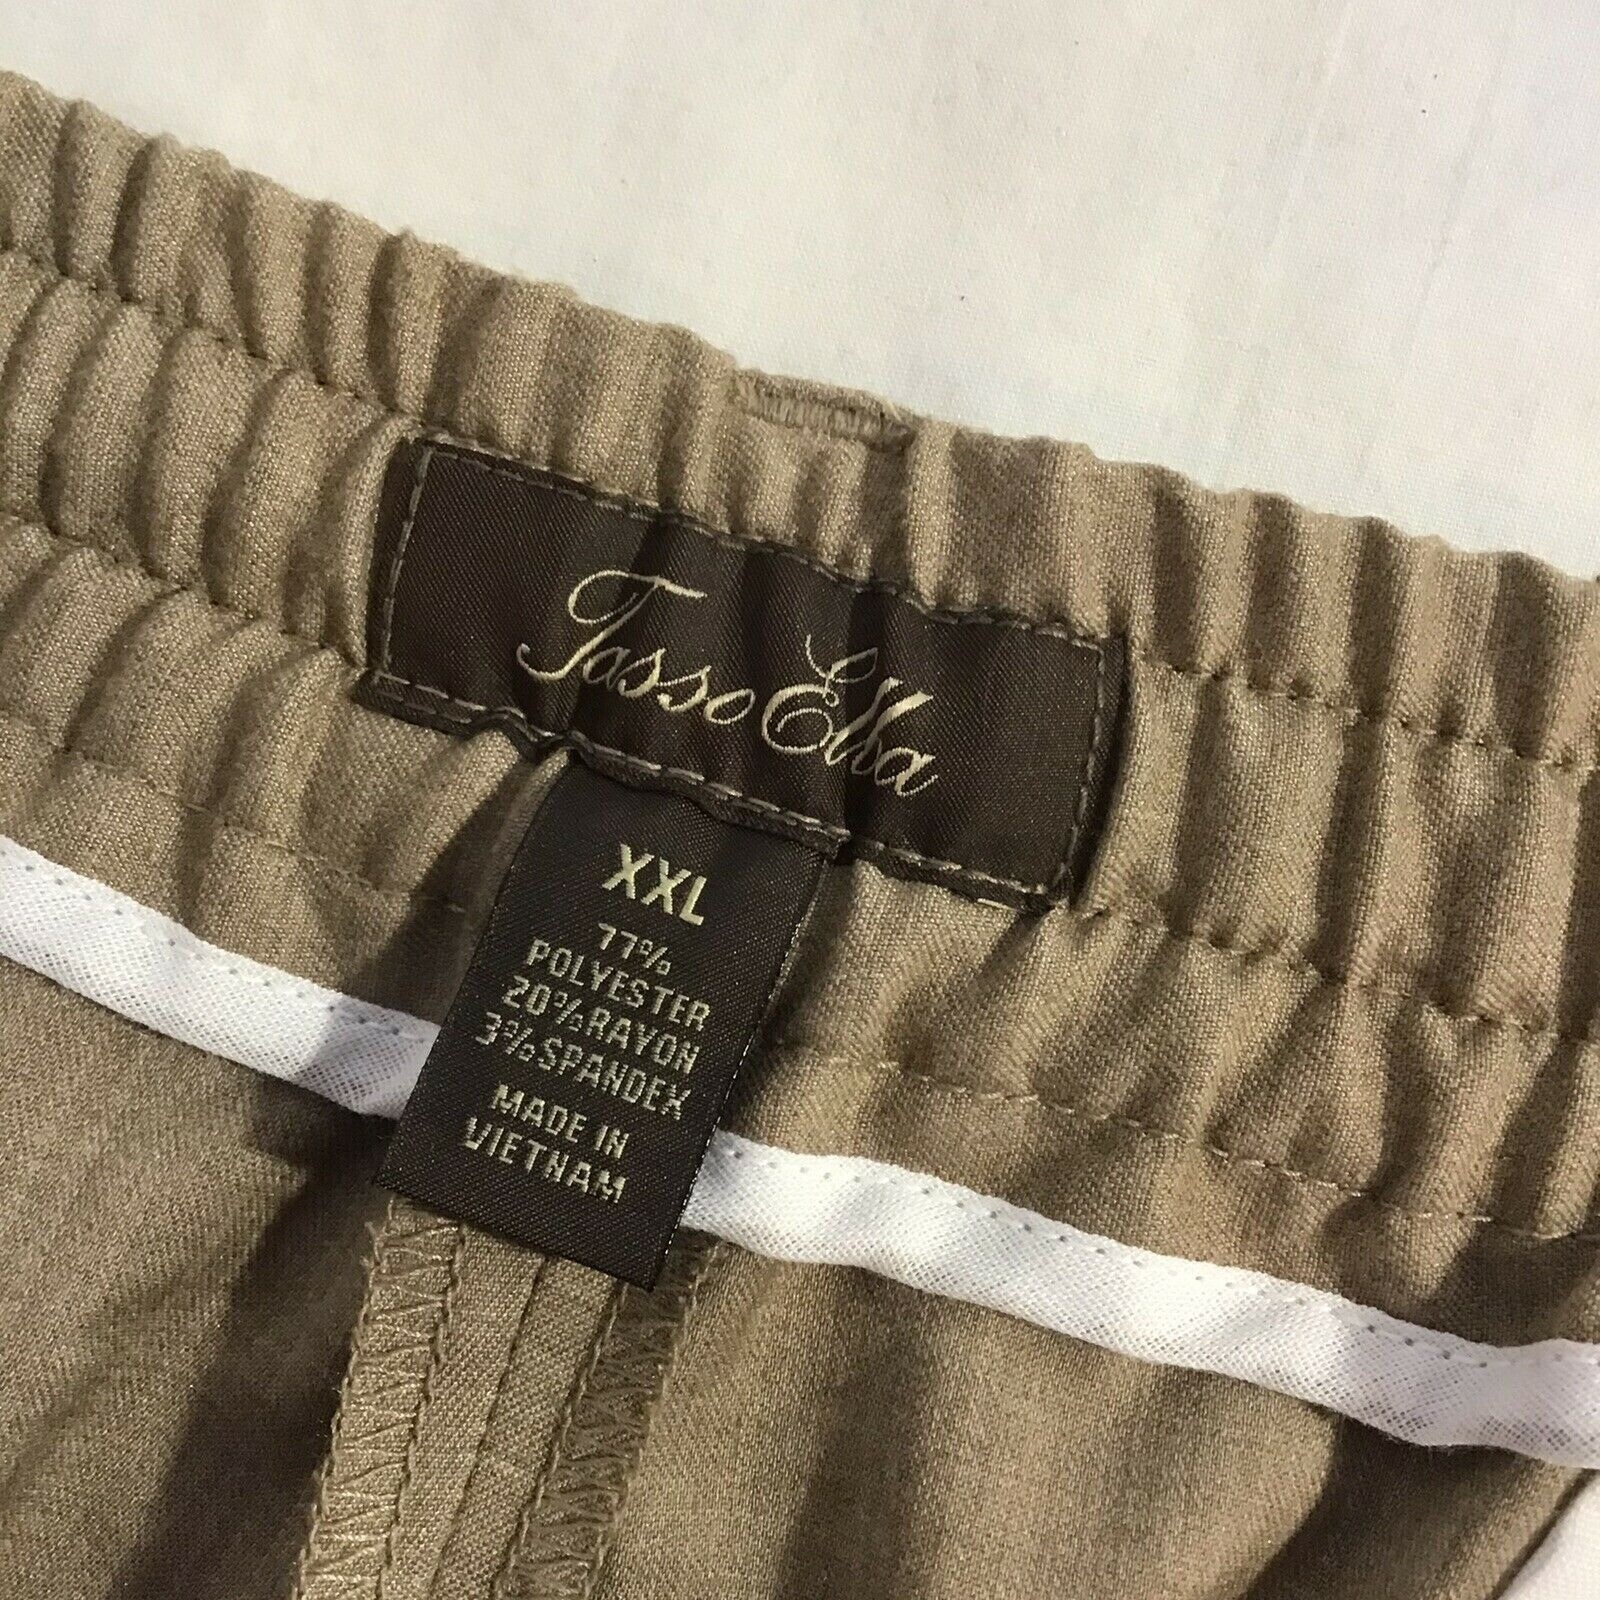 Tasso Elba
XXL
77%
POLYESTER
20%RAYON
3%SPANDEX
MADE IN
VIETNAM